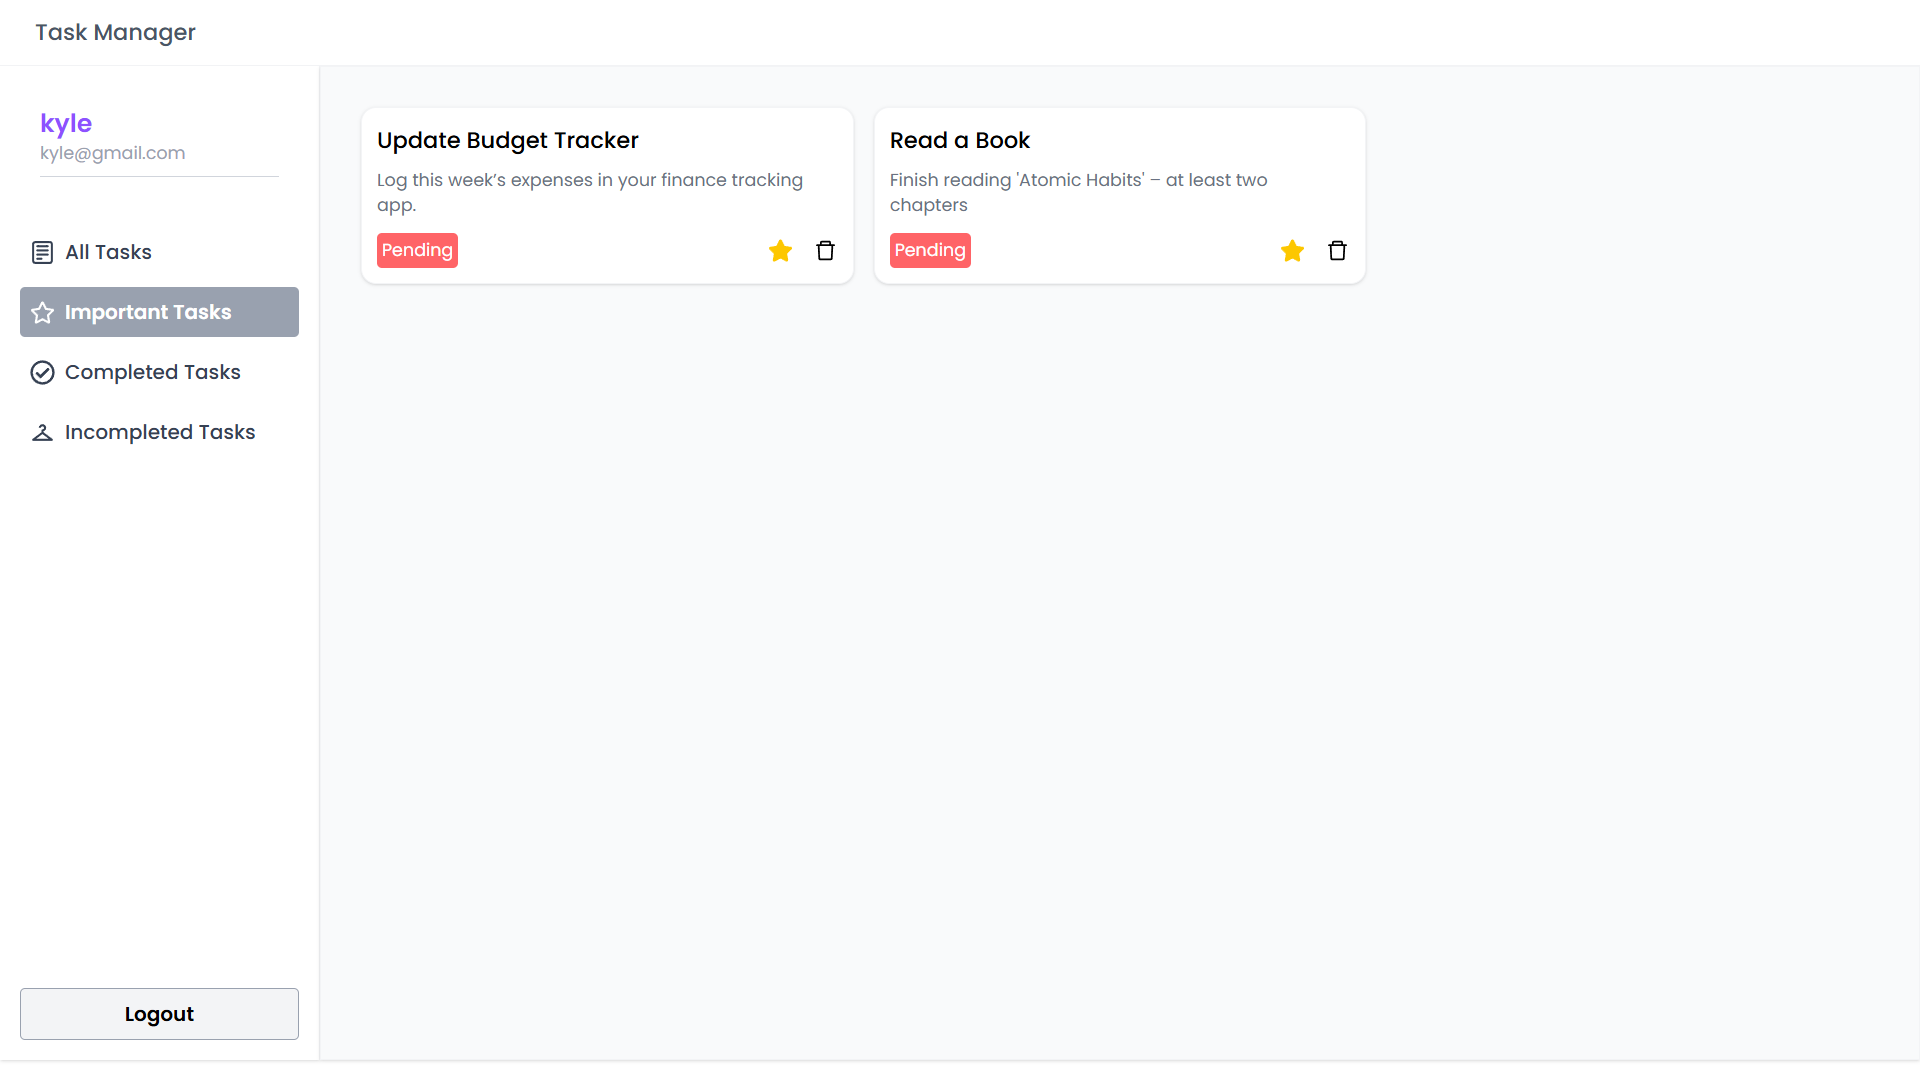 Task Manager
kyle
kyle@gmail.com
All Tasks
Important Tasks
Completed Tasks
Incompleted Tasks
Logout
Update Budget Tracker
Log this week’s expenses in your finance tracking
app.
Pending
Read a Book
Finish reading 'Atomic Habits' – at least two
chapters
Pending